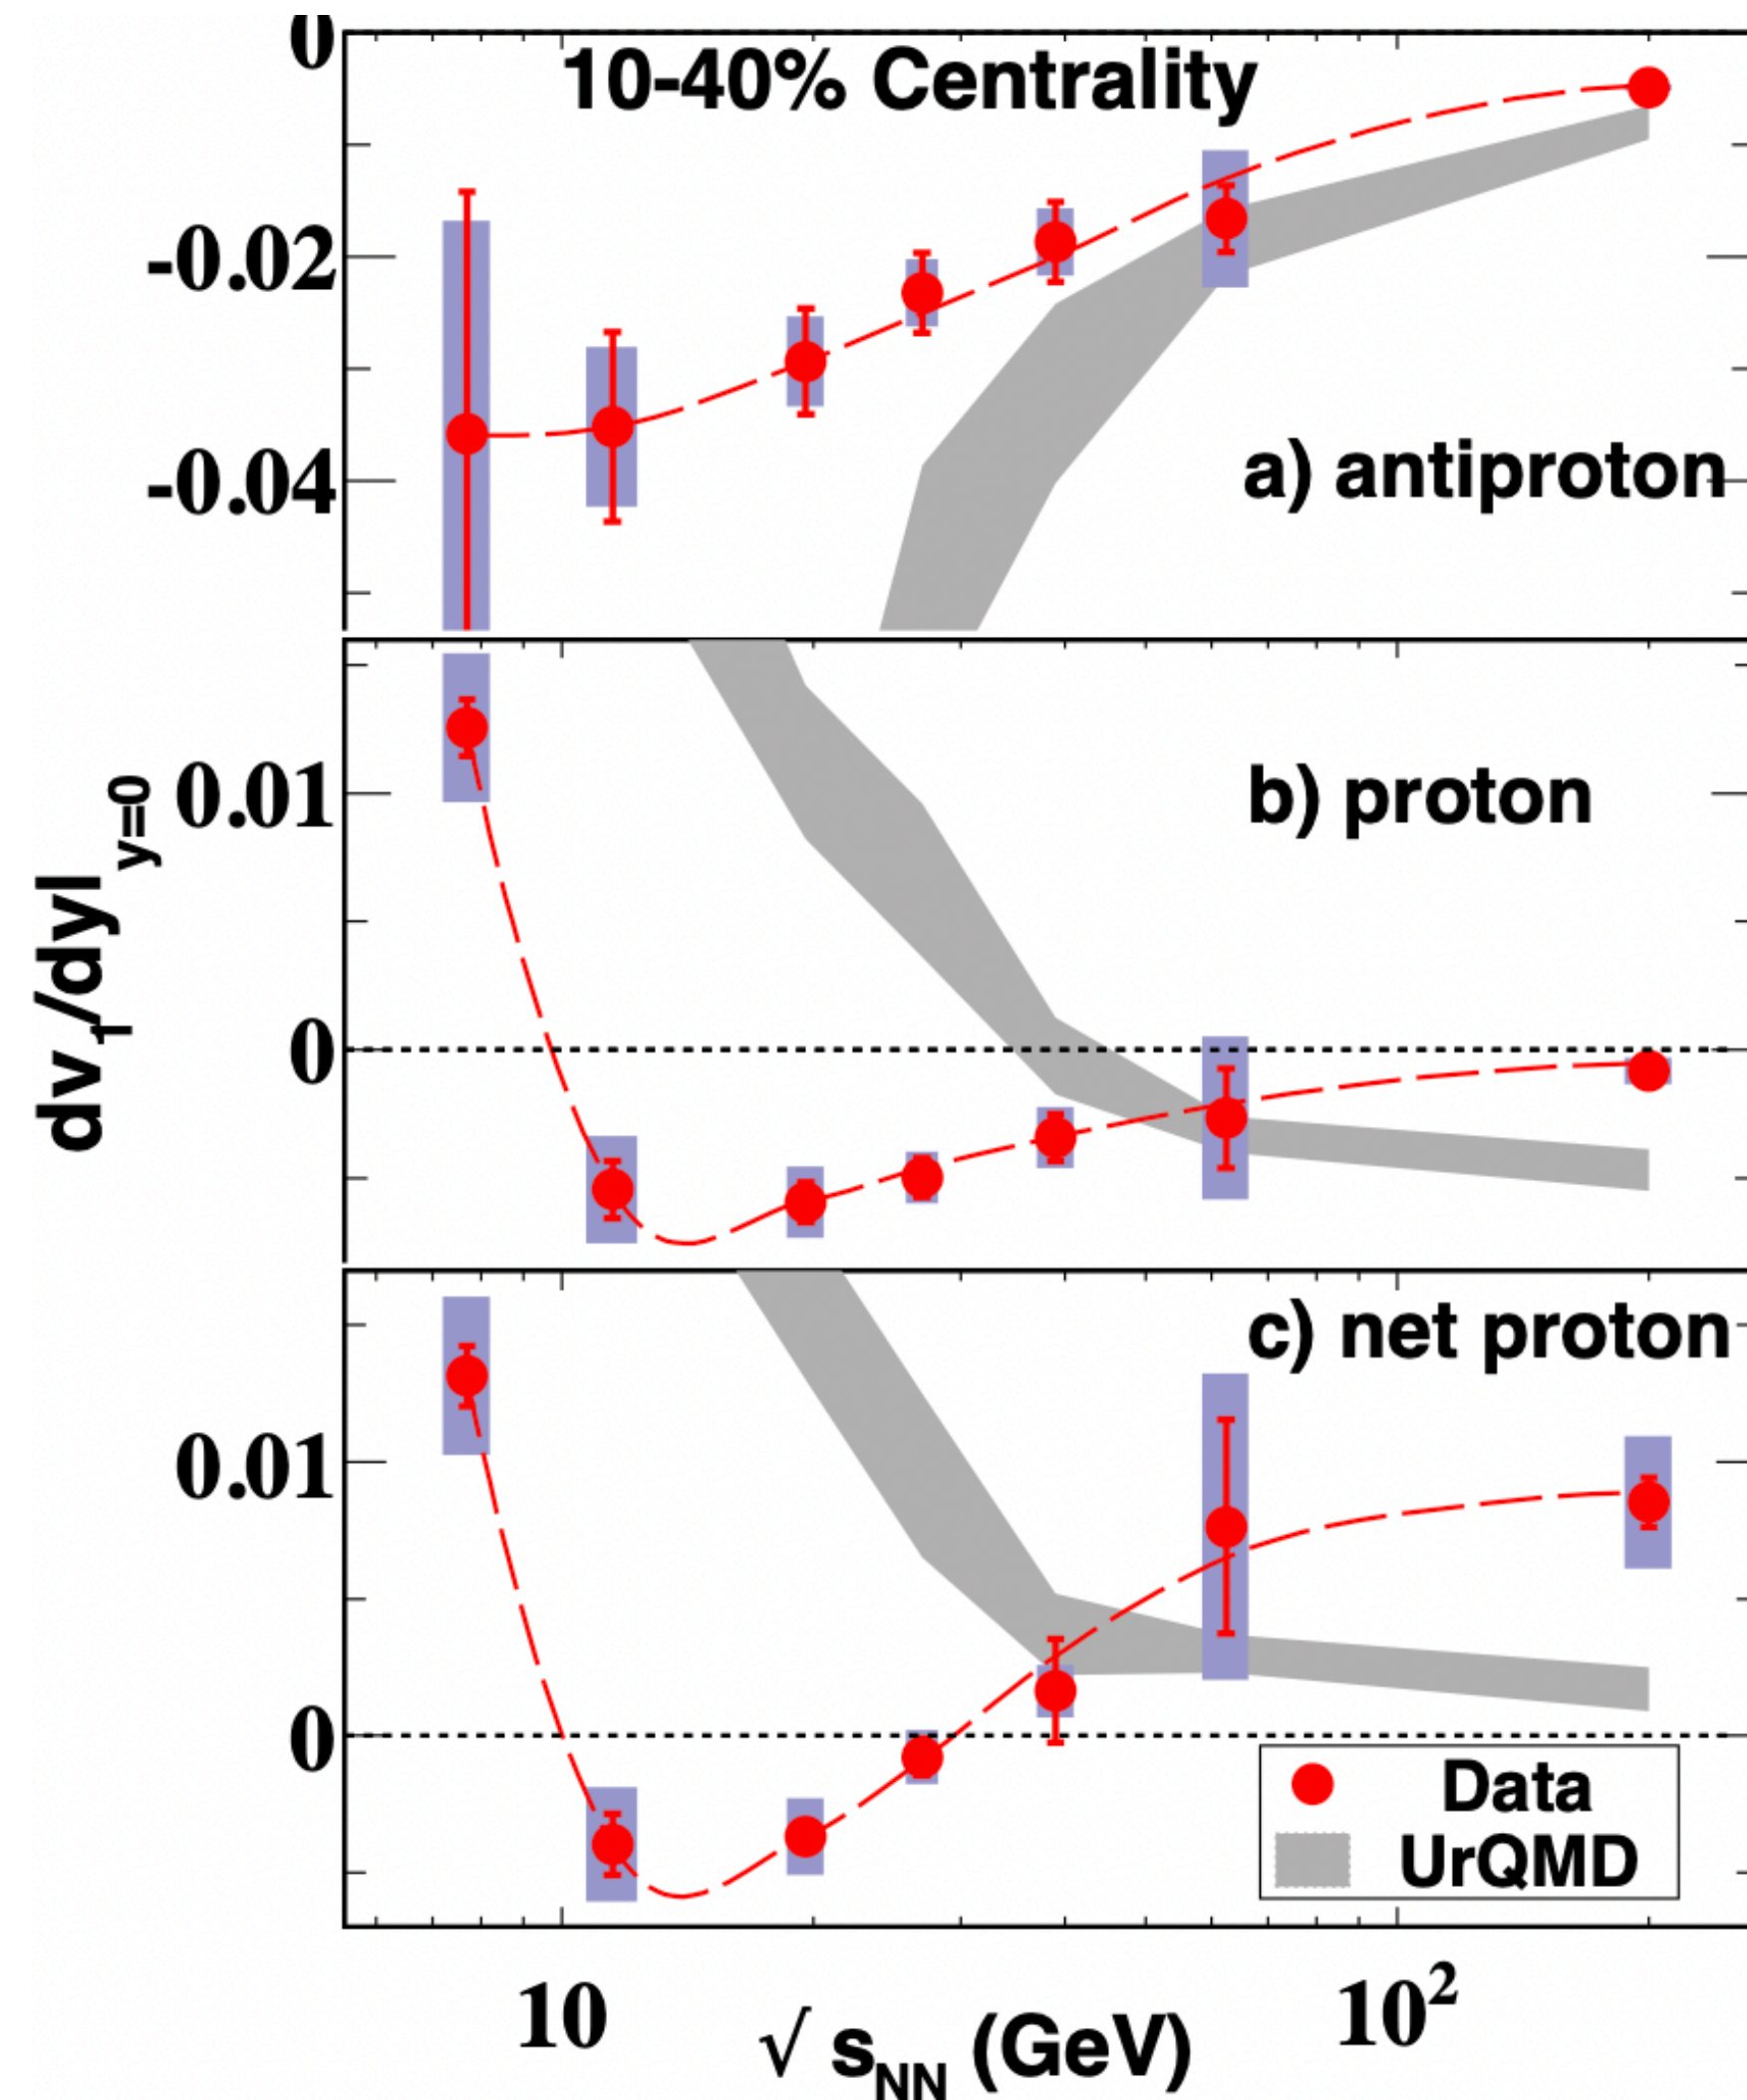 10-40% Centrality
0
-0.02
-0.04
a) antiproton
0.01
0
b) proton
dv₁/dy|y=0
c) net proton
0.01
0
Data
UrQMD
10
10²
√ sNN (GeV)